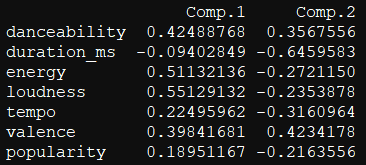 Comp.1 Comp.2
danceability 0.42488768 0.3567556
duration_ms -0.09402849 -0.6459583
energy 0.51132136 -0.2721150
loudness 0.55129132 -0.2353878
tempo 0.22495962 -0.3160964
valence 0.39841681 0.4234178
popularity 0.18951167 -0.2163556